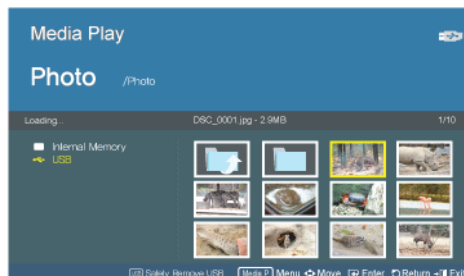 Media Play
Photo /Photo
Loading... DSC_0001.jpg - 2.9MB 1/10
Internal Memory
USB
Safely Remove USB Media.P Menu Move Enter Return Exit